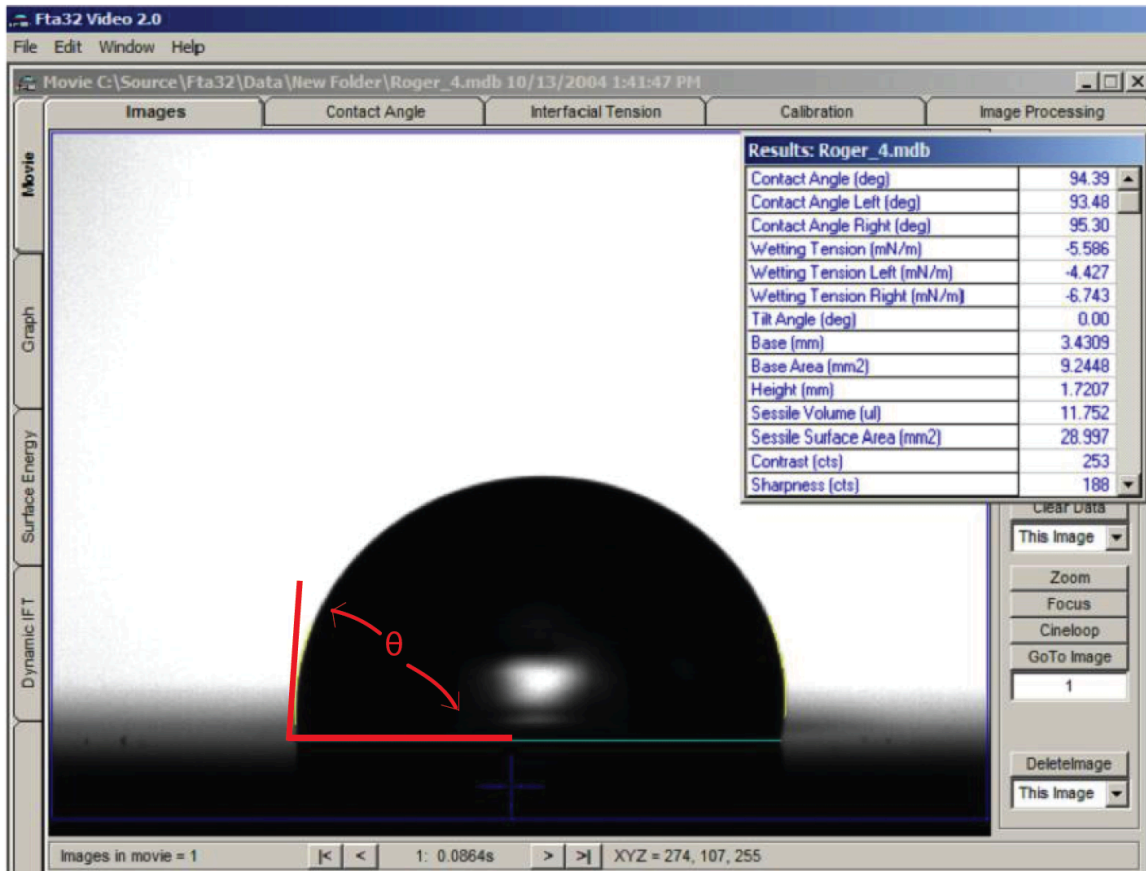 Fta32 Video 2.0
File Edit Window Help
Movie C:\Source\Fta32\Data\New Folder\Roger_4.mdb 10/13/2004 1:41:47 PM
Images Contact Angle Interfacial Tension Calibration Image Processing
Movie
Graph
Surface Energy
Dynamic IFT
Results: Roger_4.mdb
Contact Angle (deg) 94.39
Contact Angle Left (deg) 93.48
Contact Angle Right (deg) 95.30
Wetting Tension (mN/m) -5.586
Wetting Tension Left (mN/m) -4.427
Wetting Tension Right (mN/m) -6.743
Tilt Angle (deg) 0.00
Base (mm) 3.4309
Base Area (mm2) 9.2448
Height (mm) 1.7207
Sessile Volume (ul) 11.752
Sessile Surface Area (mm2) 28.997
Contrast (cts) 253
Sharpness (cts) 188
Clear Data
This Image
Zoom
Focus
Cineloop
GoTo Image
1
θ
DeleteImage
This Image
Images in movie = 1 |< < 1: 0.0864s > >| XYZ = 274, 107, 255